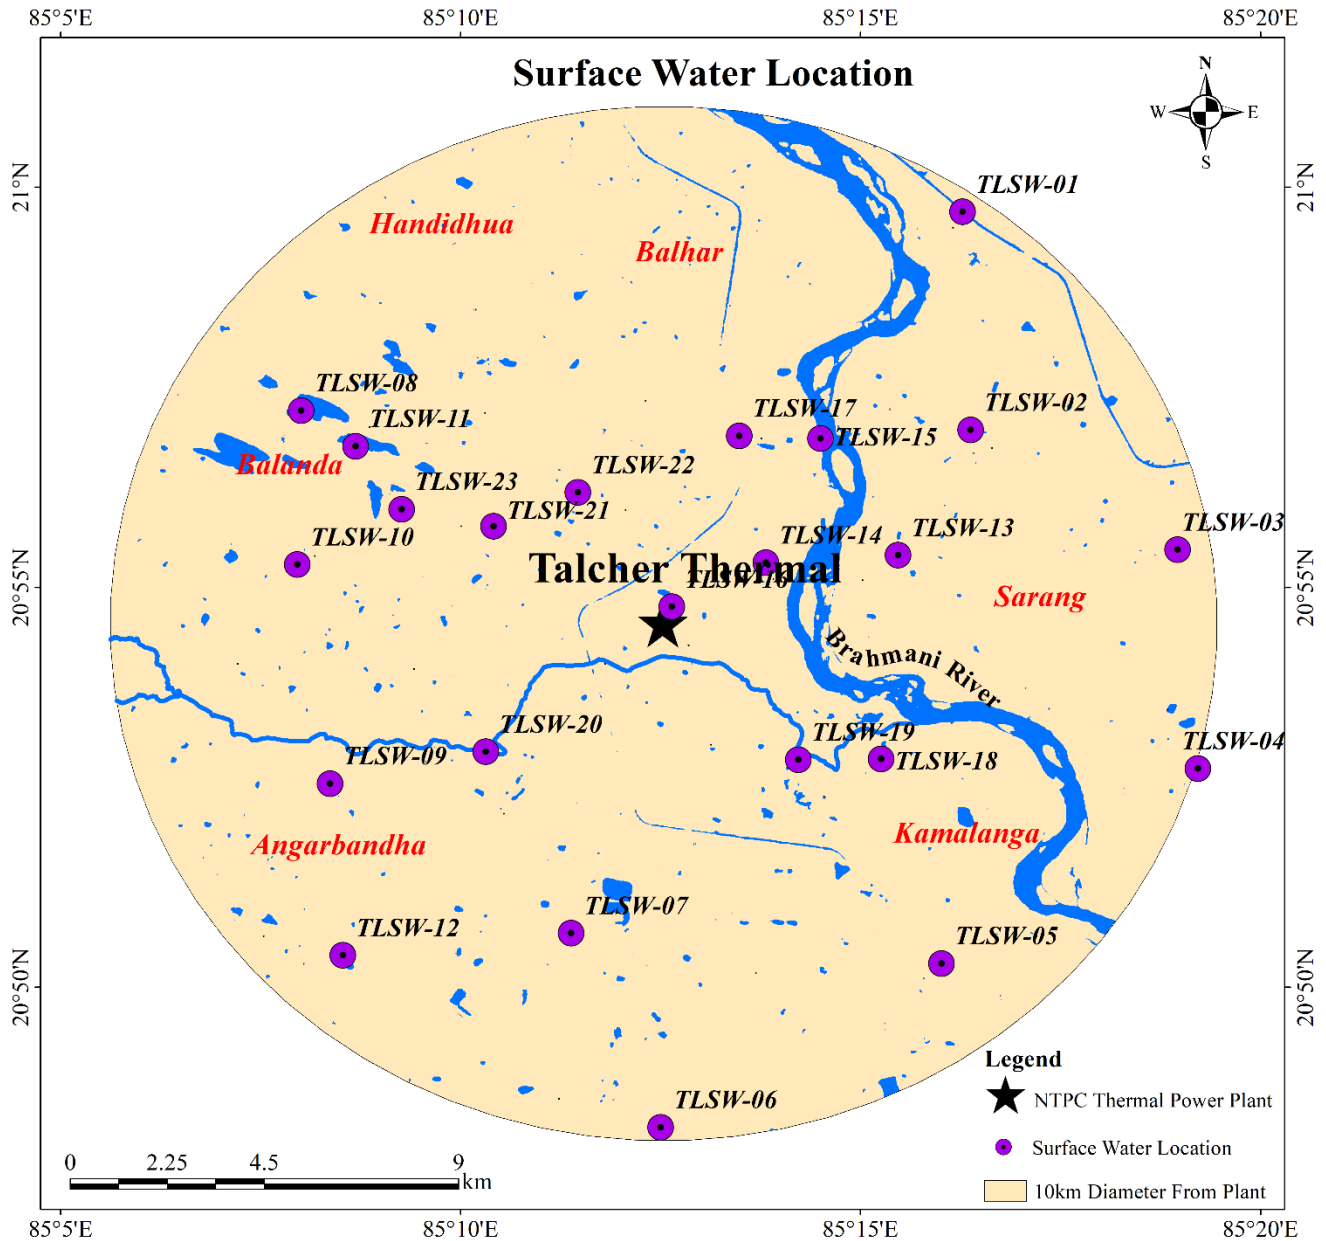 85°5'E
85°10'E
85°15'E
85°20'E
Surface Water Location
N
W
E
S
21°N
21°N
TLSW-01
Handidhua
Balhar
TLSW-08
TLSW-11
TLSW-17
TLSW-02
TLSW-15
Balanda
TLSW-22
TLSW-23
TLSW-21
TLSW-10
TLSW-14
TLSW-13
TLSW-03
Talcher Thermal
TLSW-16
20°55'N
20°55'N
Sarang
Brahmani River
TLSW-20
TLSW-19
TLSW-09
TLSW-18
TLSW-04
Angarbandha
Kamalanga
TLSW-07
TLSW-12
TLSW-05
20°50'N
20°50'N
TLSW-06
Legend
NTPC Thermal Power Plant
Surface Water Location
10km Diameter From Plant
0
2.25
4.5
9
km
85°5'E
85°10'E
85°15'E
85°20'E